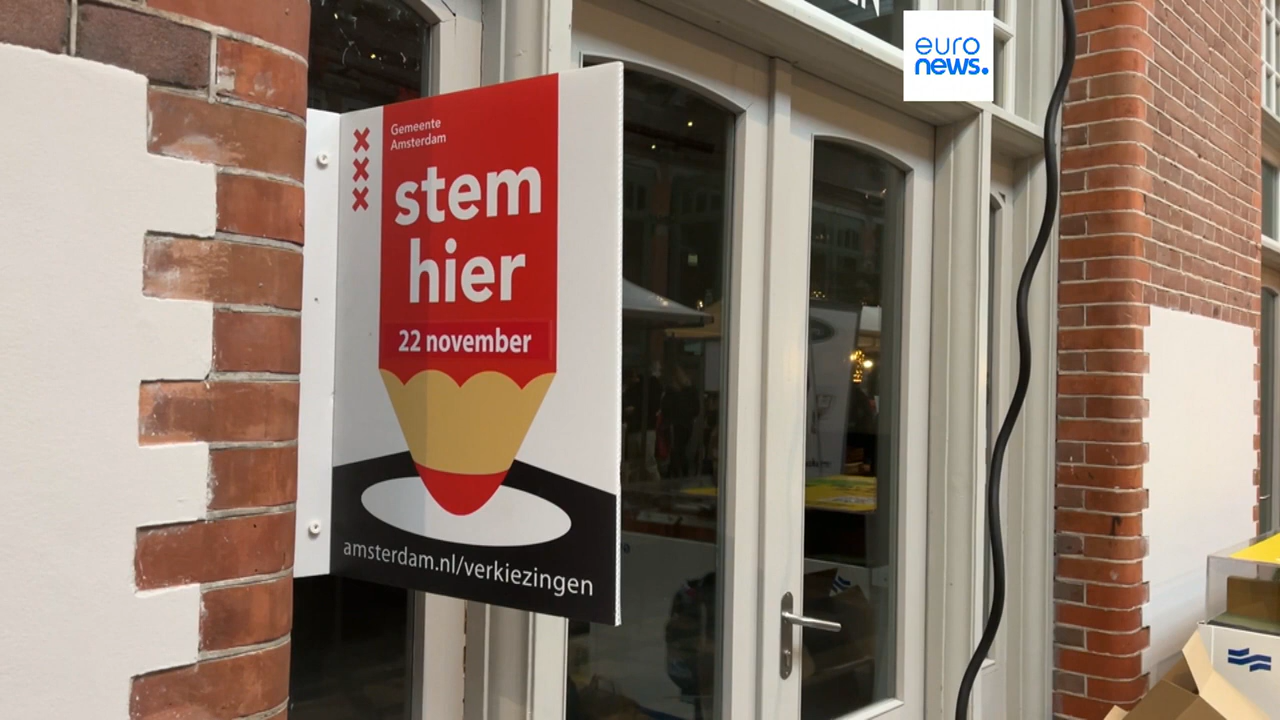 euro
news.
Gemeente
Amsterdam
stem
hier
22 november
amsterdam.nl/verkiezingen